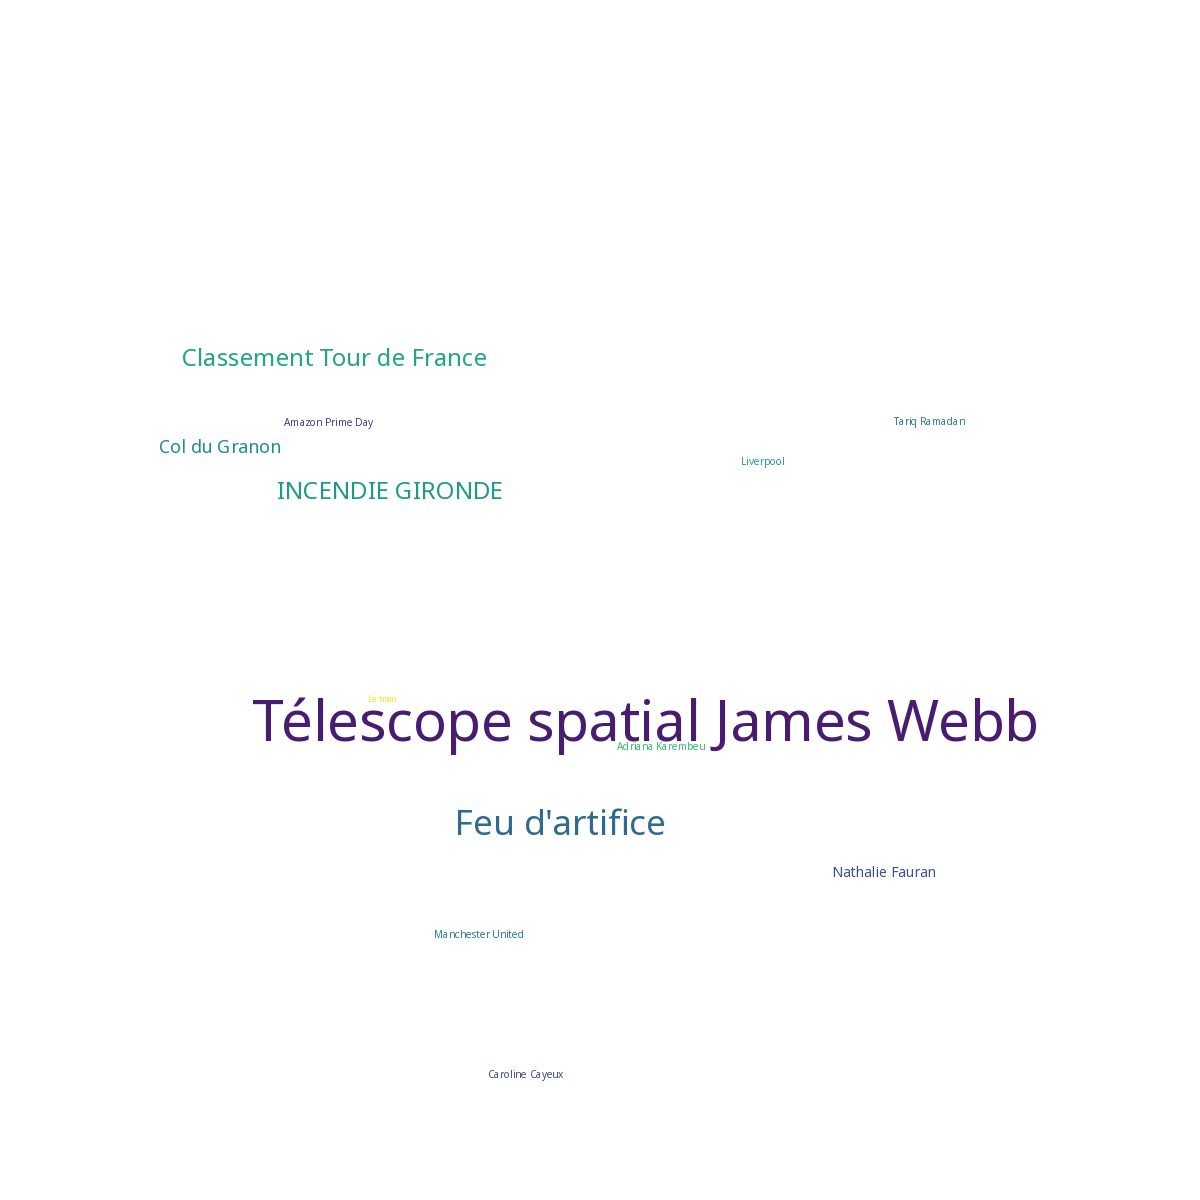 Classement Tour de France
Amazon Prime Day
Tariq Ramadan
Col du Granon
Liverpool
INCENDIE GIRONDE
Le train
Télescope spatial James Webb
Adriana Karembeu
Feu d'artifice
Nathalie Fauran
Manchester United
Caroline Cayeux